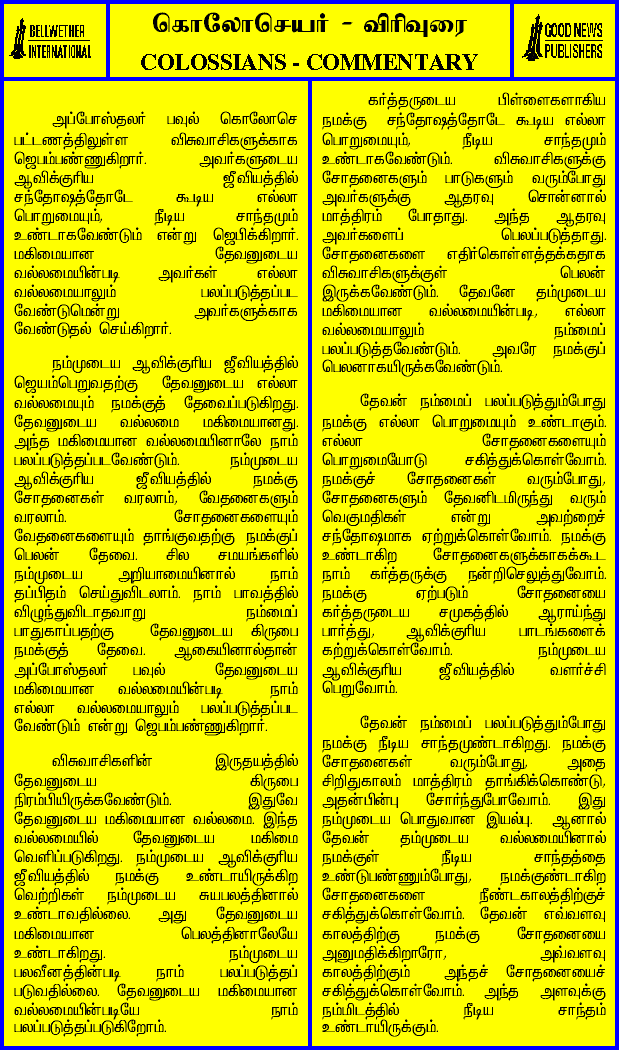 BELLWETHER
INTERNATIONAL
கொலோசெயர் - விரிவுரை
COLOSSIANS - COMMENTARY
GOOD NEWS
PUBLISHERS
அப்போஸ்தலர் பவுல் கொலோசெ
பட்டணத்திலுள்ள விசுவாசிகளுக்காக
ஜெபம்பண்ணுகிறார். அவர்களுடைய
ஆவிக்குரிய ஜீவியத்தில்
சந்தோஷத்தோடே கூடிய எல்லா
பொறுமையும், நீடிய சாந்தமும்
உண்டாகவேண்டும் என்று ஜெபிக்கிறார்.
மகிமையான தேவனுடைய
வல்லமையின்படி அவர்கள் எல்லா
வல்லமையாலும் பலப்படுத்தப்பட
வேண்டுமென்று அவர்களுக்காக
வேண்டுதல் செய்கிறார்.
நம்முடைய ஆவிக்குரிய ஜீவியத்தில்
ஜெயம்பெறுவதற்கு தேவனுடைய எல்லா
வல்லமையும் நமக்குத் தேவைப்படுகிறது.
தேவனுடைய வல்லமை மகிமையானது.
அந்த மகிமையான வல்லமையினாலே நாம்
பலப்படுத்தப்படவேண்டும். நம்முடைய
ஆவிக்குரிய ஜீவியத்தில் நமக்கு
சோதனைகள் வரலாம், வேதனைகளும்
வரலாம். சோதனைகளையும்
வேதனைகளையும் தாங்குவதற்கு நமக்குப்
பெலன் தேவை. சில சமயங்களில்
நம்முடைய அறியாமையினால் நாம்
தப்பிதம் செய்துவிடலாம். நாம் பாவத்தில்
விழுந்துவிடாதவாறு நம்மைப்
பாதுகாப்பதற்கு தேவனுடைய கிருபை
நமக்குத் தேவை. ஆகையினால்தான்
அப்போஸ்தலர் பவுல் தேவனுடைய
மகிமையான வல்லமையின்படி நாம்
எல்லா வல்லமையாலும் பலப்படுத்தப்பட
வேண்டும் என்று ஜெபம்பண்ணுகிறார்.
விசுவாசிகளின் இருதயத்தில்
தேவனுடைய கிருபை
நிரம்பியிருக்கவேண்டும். இதுவே
தேவனுடைய மகிமையான வல்லமை. இந்த
வல்லமையில் தேவனுடைய மகிமை
வெளிப்படுகிறது. நம்முடைய ஆவிக்குரிய
ஜீவியத்தில் நமக்கு உண்டாயிருக்கிற
வெற்றிகள் நம்முடைய சுயபலத்தினால்
உண்டாவதில்லை. அது தேவனுடைய
மகிமையான பெலத்தினாலேயே
உண்டாகிறது. நம்முடைய
பலவீனத்தின்படி நாம் பலப்படுத்தப்
படுவதில்லை. தேவனுடைய மகிமையான
வல்லமையின்படியே நாம்
பலப்படுத்தப்படுகிறோம்.
கர்த்தருடைய பிள்ளைகளாகிய
நமக்கு சந்தோஷத்தோடே கூடிய எல்லா
பொறுமையும், நீடிய சாந்தமும்
உண்டாகவேண்டும். விசுவாசிகளுக்கு
சோதனைகளும் பாடுகளும் வரும்போது
அவர்களுக்கு ஆதரவு சொன்னால்
மாத்திரம் போதாது. அந்த ஆதரவு
அவர்களைப் பெலப்படுத்தாது.
சோதனைகளை எதிர்கொள்ளத்தக்கதாக
விசுவாசிகளுக்குள் பெலன்
இருக்கவேண்டும். தேவனே தம்முடைய
மகிமையான வல்லமையின்படி, எல்லா
வல்லமையாலும் நம்மைப்
பலப்படுத்தவேண்டும். அவரே நமக்குப்
பெலனாகயிருக்கவேண்டும்.
தேவன் நம்மைப் பலப்படுத்தும்போது
நமக்கு எல்லா பொறுமையும் உண்டாகும்.
எல்லா சோதனைகளையும்
பொறுமையோடு சகித்துக்கொள்வோம்.
நமக்குச் சோதனைகள் வரும்போது,
சோதனைகளும் தேவனிடமிருந்து வரும்
வெகுமதிகள் என்று அவற்றைச்
சந்தோஷமாக ஏற்றுக்கொள்வோம். நமக்கு
உண்டாகிற சோதனைகளுக்காகக்கூட
நாம் கர்த்தருக்கு நன்றிசெலுத்துவோம்.
நமக்கு ஏற்படும் சோதனையை
கர்த்தருடைய சமுகத்தில் ஆராய்ந்து
பார்த்து, ஆவிக்குரிய பாடங்களைக்
கற்றுக்கொள்வோம். நம்முடைய
ஆவிக்குரிய ஜீவியத்தில் வளர்ச்சி
பெறுவோம்.
தேவன் நம்மைப் பலப்படுத்தும்போது
நமக்கு நீடிய சாந்தமுண்டாகிறது. நமக்கு
சோதனைகள் வரும்போது, அதை
சிறிதுகாலம் மாத்திரம் தாங்கிக்கொண்டு,
அதன்பின்பு சோர்ந்துபோவோம். இது
நம்முடைய பொதுவான இயல்பு. ஆனால்
தேவன் தம்முடைய வல்லமையினால்
நமக்குள் நீடிய சாந்தத்தை
உண்டுபண்ணும்போது, நமக்குண்டாகிற
சோதனைகளை நீண்டகாலத்திற்குச்
சகித்துக்கொள்வோம். தேவன் எவ்வளவு
காலத்திற்கு நமக்கு சோதனையை
அனுமதிக்கிறாரோ, அவ்வளவு
காலத்திற்கும் அந்தச் சோதனையைச்
சகித்துக்கொள்வோம். அந்த அளவுக்கு
நம்மிடத்தில் நீடிய சாந்தம்
உண்டாயிருக்கும்.